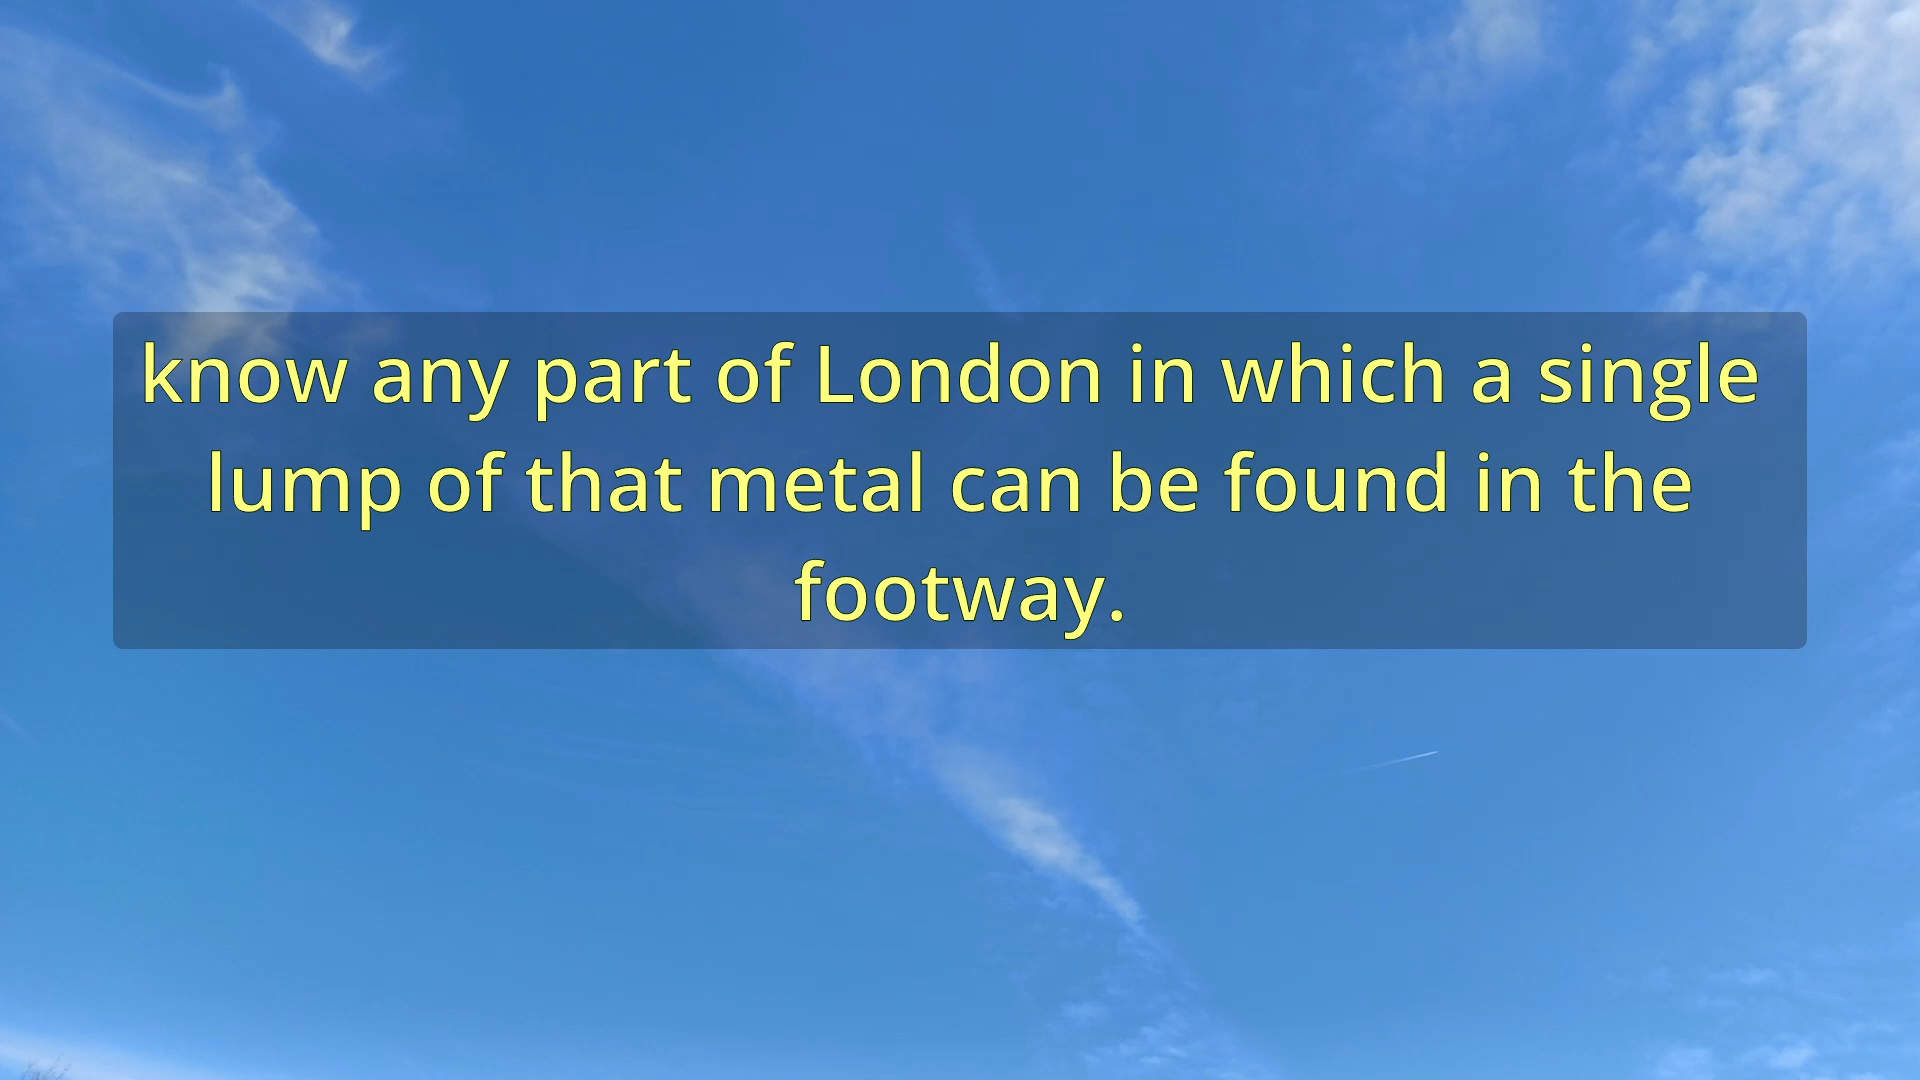 know any part of London in which a single
lump of that metal can be found in the
footway.